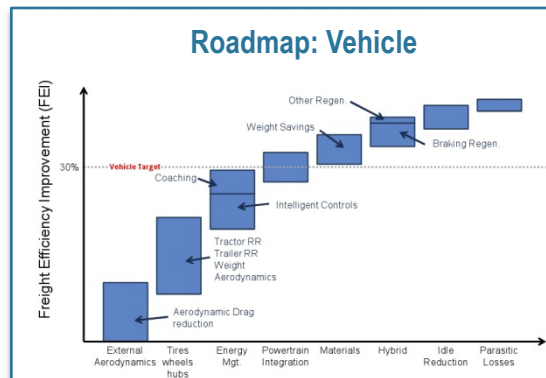 Roadmap: Vehicle
Freight Efficiency Improvement (FEI)
Other Regen.
Weight Savings
Braking Regen.
30%
Vehicle Target
Coaching
Intelligent Controls
Tractor RR
Trailer RR
Weight
Aerodynamics
Aerodynamic Drag
reduction
External
Aerodynamics
Tires
wheels
hubs
Energy
Mgt.
Powertrain
Integration
Materials
Hybrid
Idle
Reduction
Parasitic
Losses